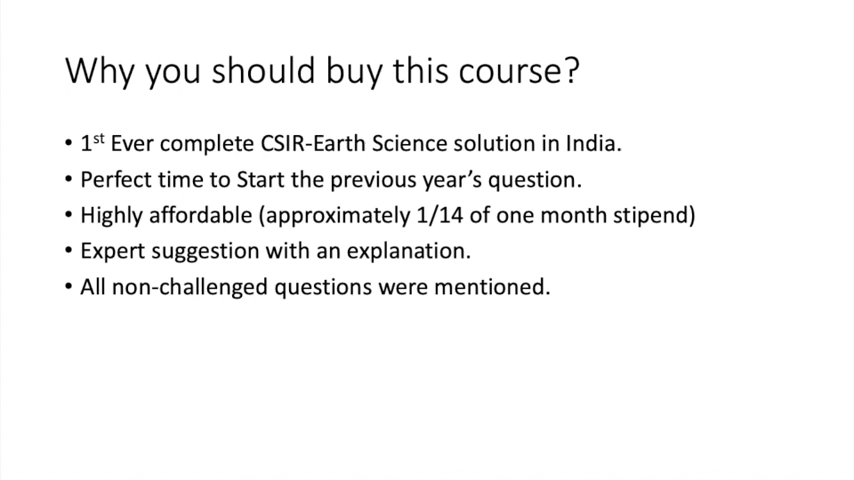 Why you should buy this course?
• 1st Ever complete CSIR-Earth Science solution in India.
• Perfect time to Start the previous year’s question.
• Highly affordable (approximately 1/14 of one month stipend)
• Expert suggestion with an explanation.
• All non-challenged questions were mentioned.